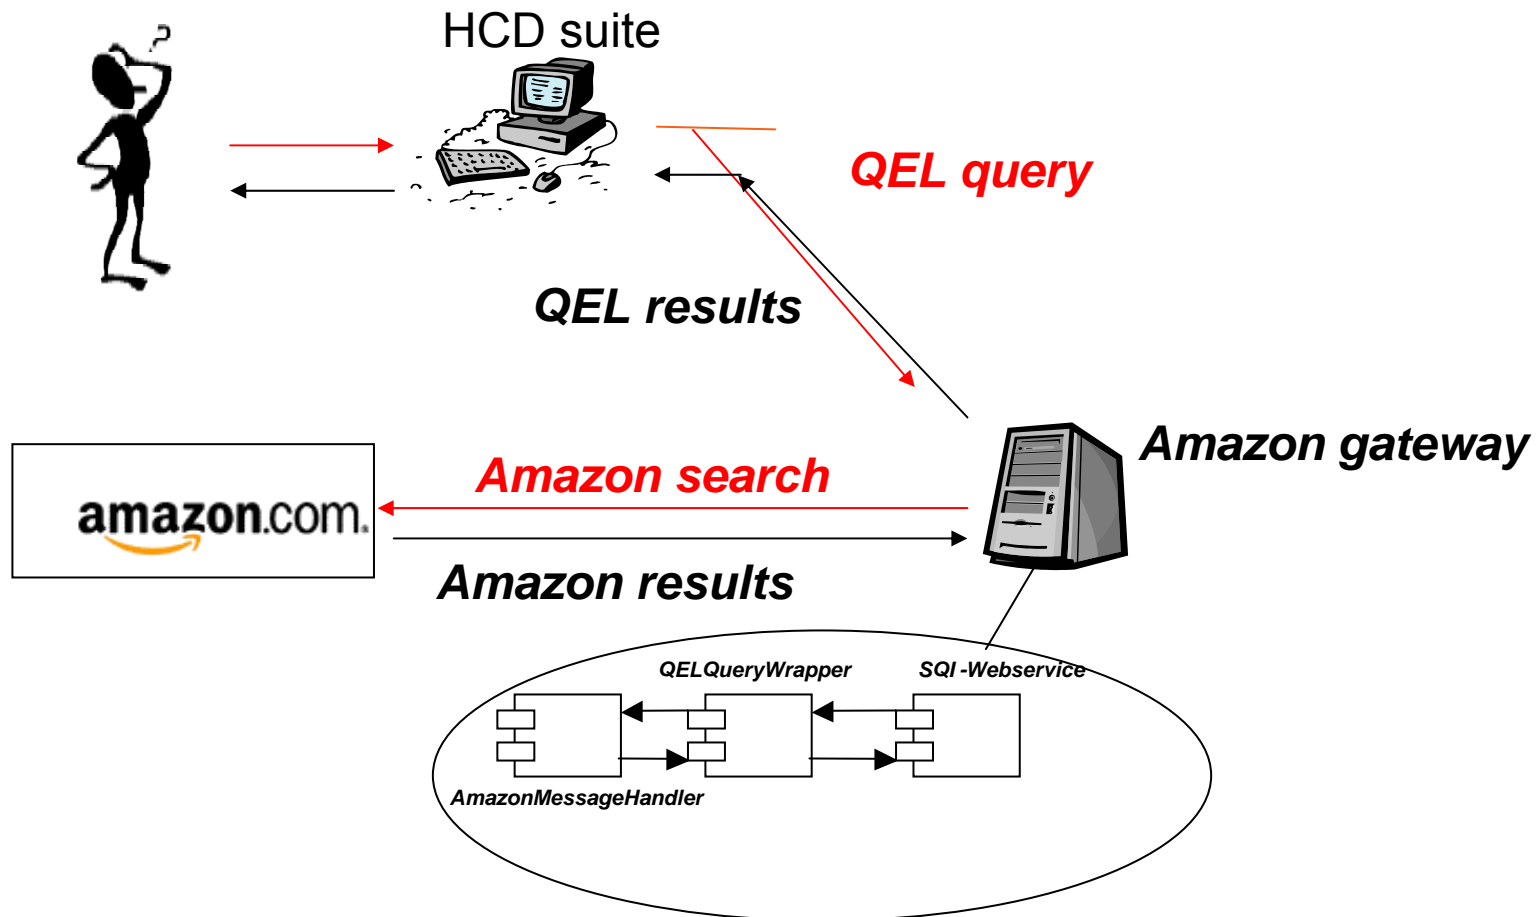 ?
HCD suite
QEL query
QEL results
Amazon gateway
Amazon search
amazon.com.
Amazon results
QELQueryWrapper
SQI-Webservice
AmazonMessageHandler